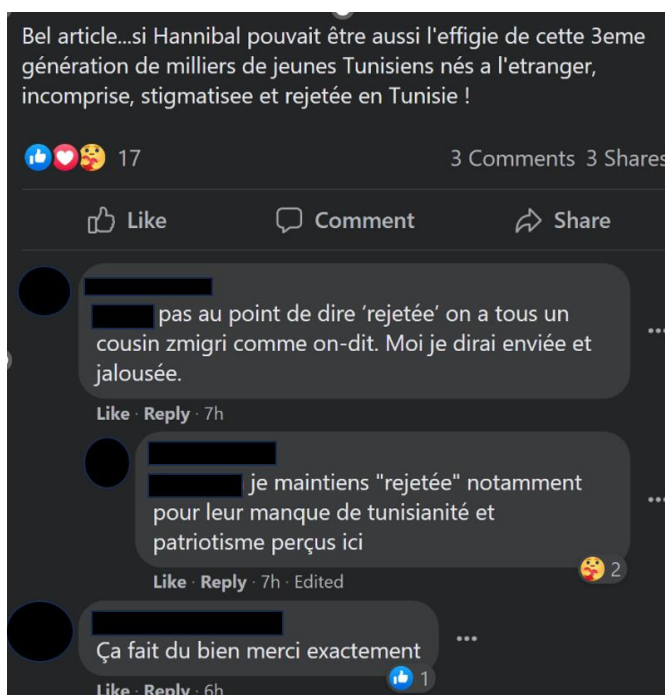 Bel article...si Hannibal pouvait être aussi l'effigie de cette 3eme
génération de milliers de jeunes Tunisiens nés a l'etranger,
incomprise, stigmatisee et rejetée en Tunisie !
17
3 Comments 3 Shares
Like
Comment
Share
pas au point de dire ‘rejetée’ on a tous un
cousin zmigri comme on-dit. Moi je dirai enviée et
jalousée.
Like · Reply · 7h
je maintiens "rejetée" notamment
pour leur manque de tunisianité et
patriotisme perçus ici
2
Like · Reply · 7h · Edited
Ça fait du bien merci exactement
1
Like · Reply · 6h